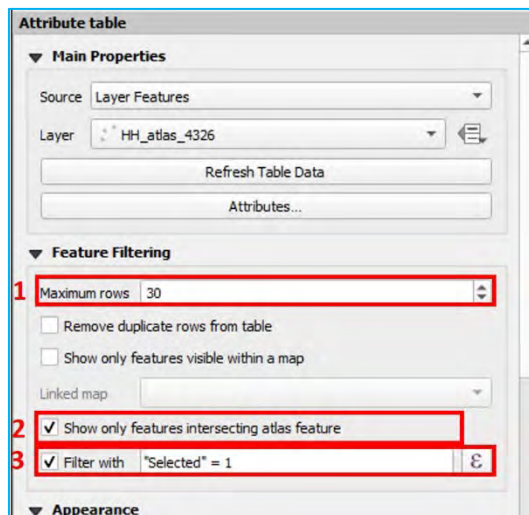 Attribute table
Main Properties
Source Layer Features
Layer HH_atlas_4326
Refresh Table Data
Attributes...
Feature Filtering
1 Maximum rows 30
Remove duplicate rows from table
Show only features visible within a map
Linked map
2 Show only features intersecting atlas feature
3 Filter with "Selected" = 1 ε
Appearance